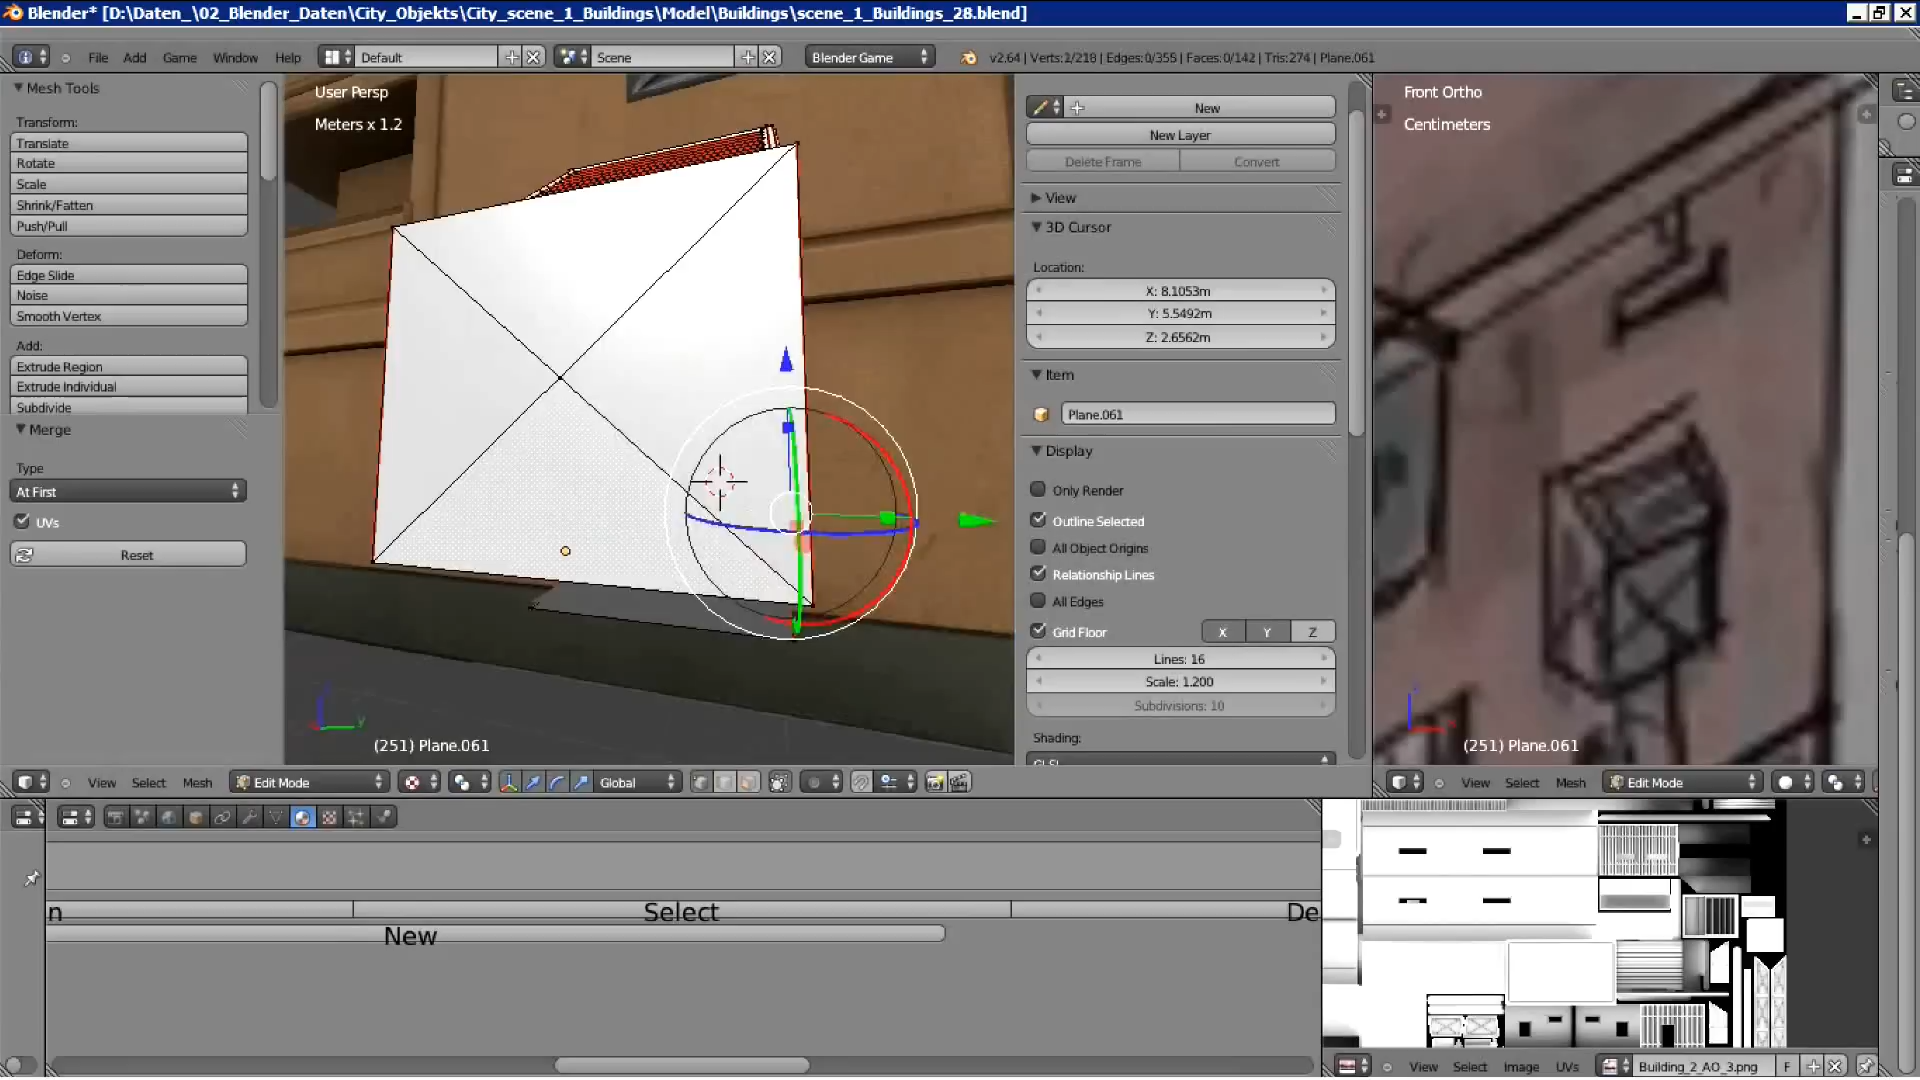 Blender* [D:\Daten_\02_Blender_Daten\City_Objekts\City_scene_1_Buildings\Model\Buildings\scene_1_Buildings_28.blend]
File Add Game Window Help Default Scene Blender Game v2.64 | Verts:1/218 | Edges:0/355 | Faces:0/142 | Tris:274 | Plane.061
Mesh Tools
Transform:
Translate
Rotate
Scale
Shrink/Fatten
Push/Pull
Deform:
Edge Slide
Noise
Smooth Vertex
Add:
Extrude Region
Extrude Individual
Subdivide
Merge
Type
At First
UVs
Reset
User Persp
Meters x 1.2
(251) Plane.061
New
New Layer
Delete Frame Convert
View
3D Cursor
Location:
X: 8.1053m
Y: 5.5492m
Z: 2.6562m
Item
Plane.061
Display
Only Render
Outline Selected
All Object Origins
Relationship Lines
All Edges
Grid Floor X Y Z
Lines: 16
Scale: 1.200
Subdivisions: 10
Shading:
GLSL
Front Ortho
Centimeters
(251) Plane.061
View Select Mesh Edit Mode Global
View Select Mesh Edit Mode
n Select De
New
View Select Image UVs Building_2_AO_3.png F